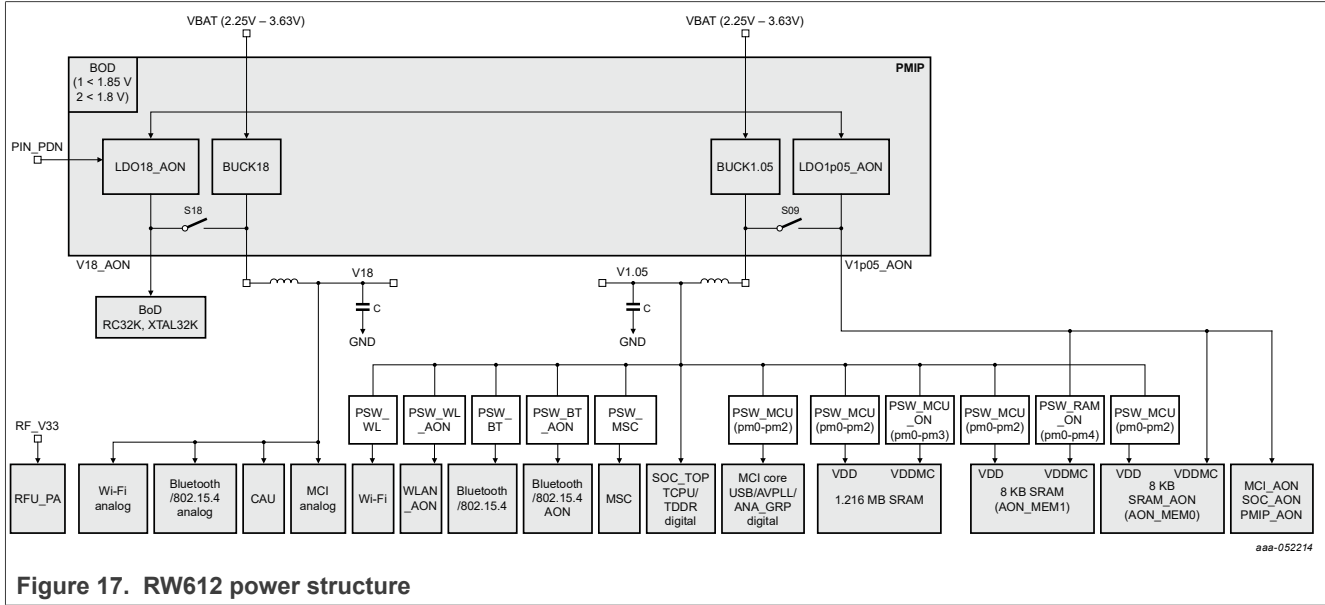 VBAT (2.25V – 3.63V)
VBAT (2.25V – 3.63V)
BOD
(1 < 1.85 V
2 < 1.8 V)
PMIP
PIN_PDN
LDO18_AON
BUCK18
BUCK1.05
LDO1p05_AON
S18
S09
V18_AON
V1p05_AON
V18
V1.05
BoD
RC32K, XTAL32K
C
GND
C
GND
PSW_
WL
PSW_WL
_AON
PSW_
BT
PSW_BT
_AON
PSW_
MSC
PSW_MCU
(pm0-pm2)
PSW_MCU
(pm0-pm2)
PSW_MCU
_ON
(pm0-pm3)
PSW_MCU
(pm0-pm2)
PSW_RAM
_ON
(pm0-pm4)
PSW_MCU
(pm0-pm2)
RF_V33
RFU_PA
Wi-Fi
analog
Bluetooth
/802.15.4
analog
CAU
MCI
analog
Wi-Fi
WLAN
_AON
Bluetooth
/802.15.4
Bluetooth
/802.15.4
AON
MSC
SOC_TOP
TCPU/
TDDR
digital
MCI core
USB/AVPLL/
ANA_GRP
digital
VDD VDDMC
1.216 MB SRAM
VDD VDDMC
8 KB SRAM
(AON_MEM1)
VDD VDDMC
8 KB
SRAM_AON
(AON_MEM0)
MCI_AON
SOC_AON
PMIP_AON
aaa-052214
Figure 17. RW612 power structure